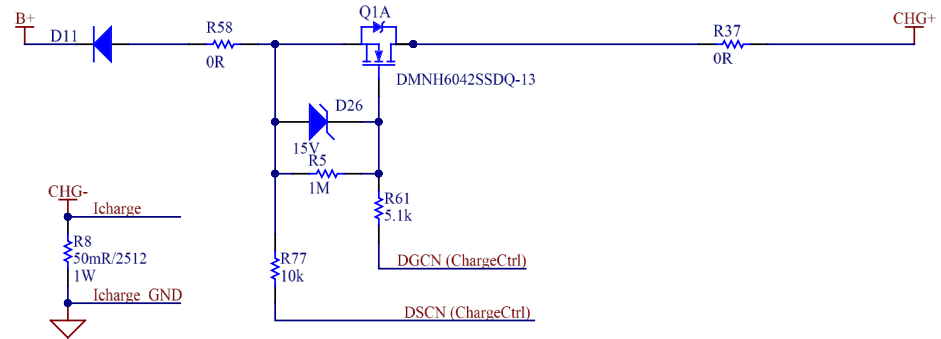 B+
D11
R58
0R
Q1A
DMNH6042SSDQ-13
R37
0R
CHG+
D26
15V
R5
1M
R61
5.1k
DGCN (ChargeCtrl)
R77
10k
DSCN (ChargeCtrl)
CHG-
Icharge
R8
50mR/2512
1W
Icharge_GND